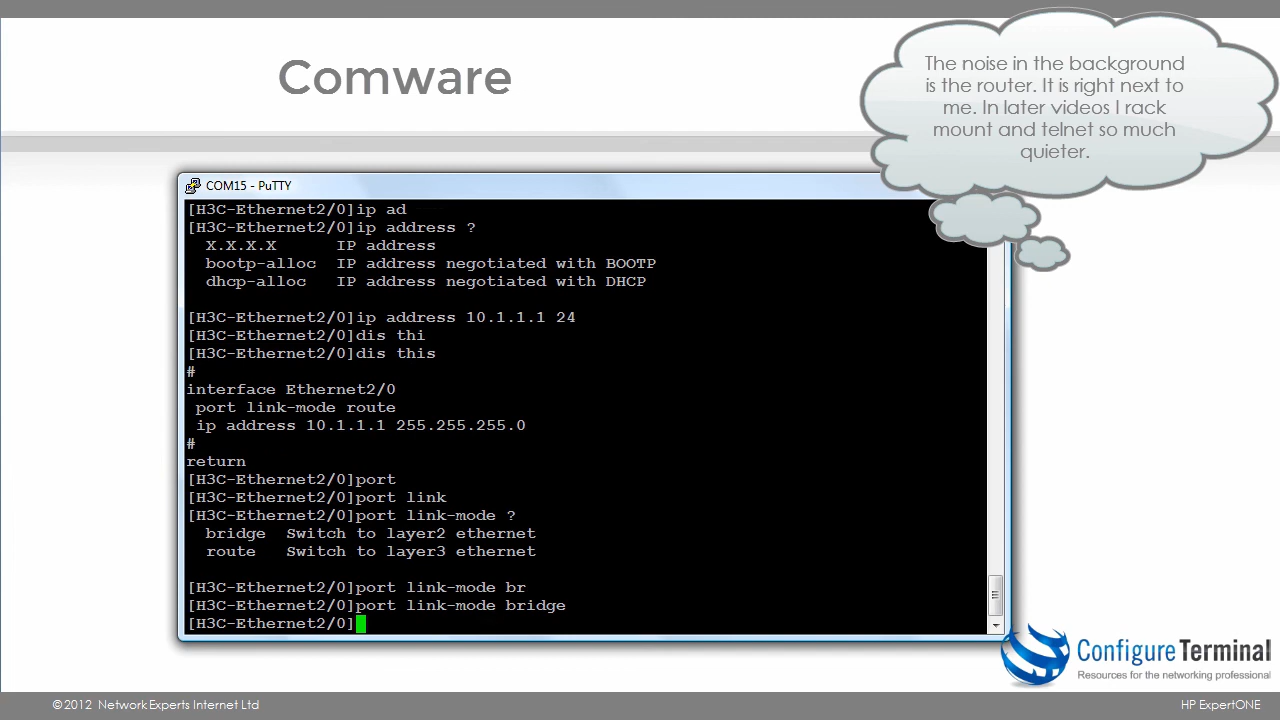 Comware
The noise in the background
is the router. It is right next to
me. In later videos I rack
mount and telnet so much
quieter.
COM15 - PuTTY
[H3C-Ethernet2/0]ip ad
[H3C-Ethernet2/0]ip address ?
X.X.X.X IP address
bootp-alloc IP address negotiated with BOOTP
dhcp-alloc IP address negotiated with DHCP
[H3C-Ethernet2/0]ip address 10.1.1.1 24
[H3C-Ethernet2/0]dis thi
[H3C-Ethernet2/0]dis this
#
interface Ethernet2/0
port link-mode route
ip address 10.1.1.1 255.255.255.0
#
return
[H3C-Ethernet2/0]port
[H3C-Ethernet2/0]port link
[H3C-Ethernet2/0]port link-mode ?
bridge Switch to layer2 ethernet
route Switch to layer3 ethernet
[H3C-Ethernet2/0]port link-mode br
[H3C-Ethernet2/0]port link-mode bridge
[H3C-Ethernet2/0]
Configure Terminal
Resources for the networking professional
©2012 Network Experts Internet Ltd
HP ExpertONE